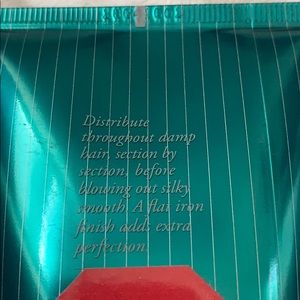 Distribute
throughout damp
hair, section by
section, before
blowing out silky
smooth. A flat iron
finish adds extra
perfection.